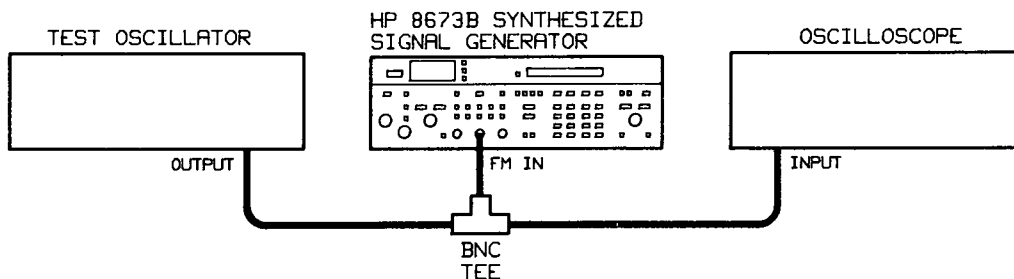 HP 8673B SYNTHESIZED
SIGNAL GENERATOR
TEST OSCILLATOR
OSCILLOSCOPE
OUTPUT
FM IN
INPUT
BNC
TEE